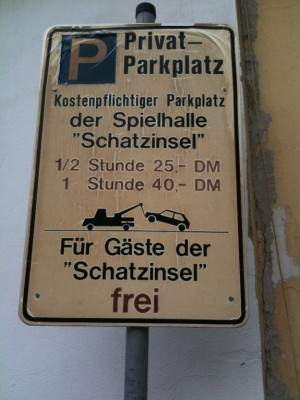 P Privat-
Parkplatz
Kostenpflichtiger Parkplatz
der Spielhalle
"Schatzinsel"
1/2 Stunde 25,- DM
1 Stunde 40,- DM
Für Gäste der
"Schatzinsel"
frei